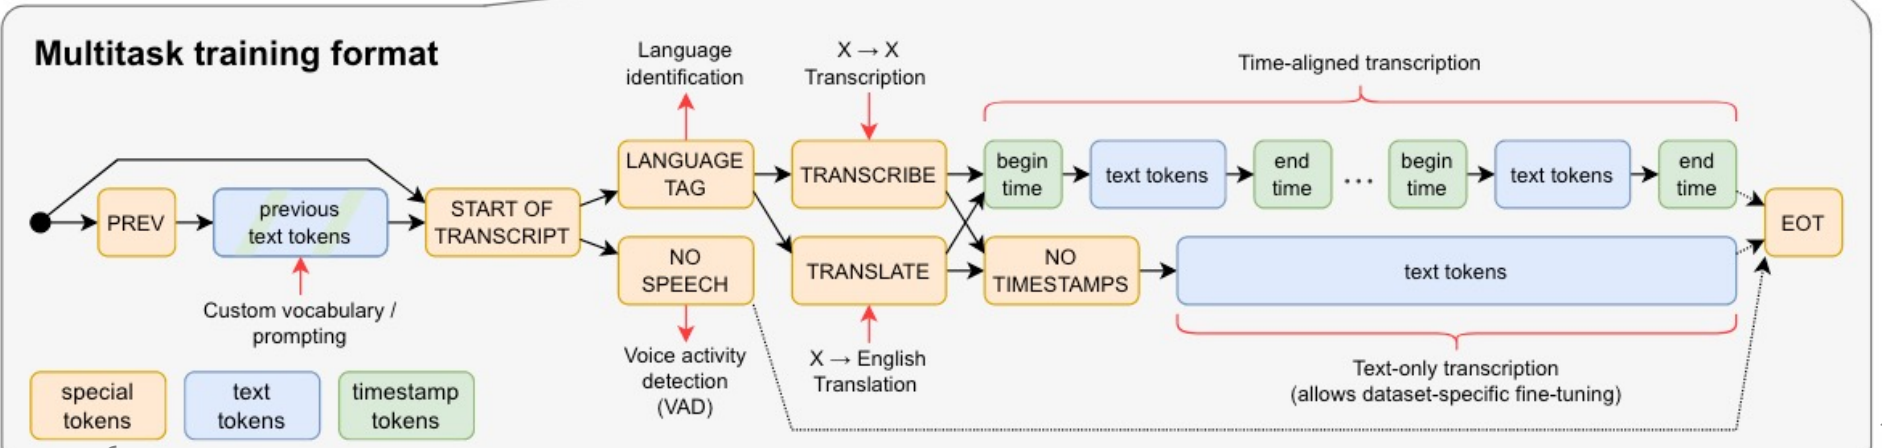 Multitask training format
Language
identification
X → X
Transcription
Time-aligned transcription
PREV
previous
text tokens
Custom vocabulary /
prompting
START OF
TRANSCRIPT
LANGUAGE
TAG
NO
SPEECH
Voice activity
detection
(VAD)
TRANSCRIBE
TRANSLATE
X → English
Translation
begin
time
text tokens
end
time
...
begin
time
text tokens
end
time
NO
TIMESTAMPS
text tokens
EOT
Text-only transcription
(allows dataset-specific fine-tuning)
special
tokens
text
tokens
timestamp
tokens